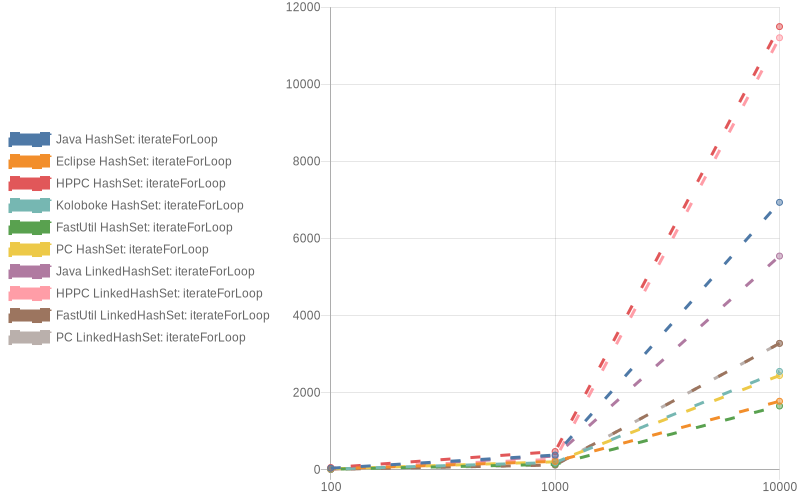 12000
10000
8000
6000
4000
2000
0
100
1000
10000
Java HashSet: iterateForLoop
Eclipse HashSet: iterateForLoop
HPPC HashSet: iterateForLoop
Koloboke HashSet: iterateForLoop
FastUtil HashSet: iterateForLoop
PC HashSet: iterateForLoop
Java LinkedHashSet: iterateForLoop
HPPC LinkedHashSet: iterateForLoop
FastUtil LinkedHashSet: iterateForLoop
PC LinkedHashSet: iterateForLoop